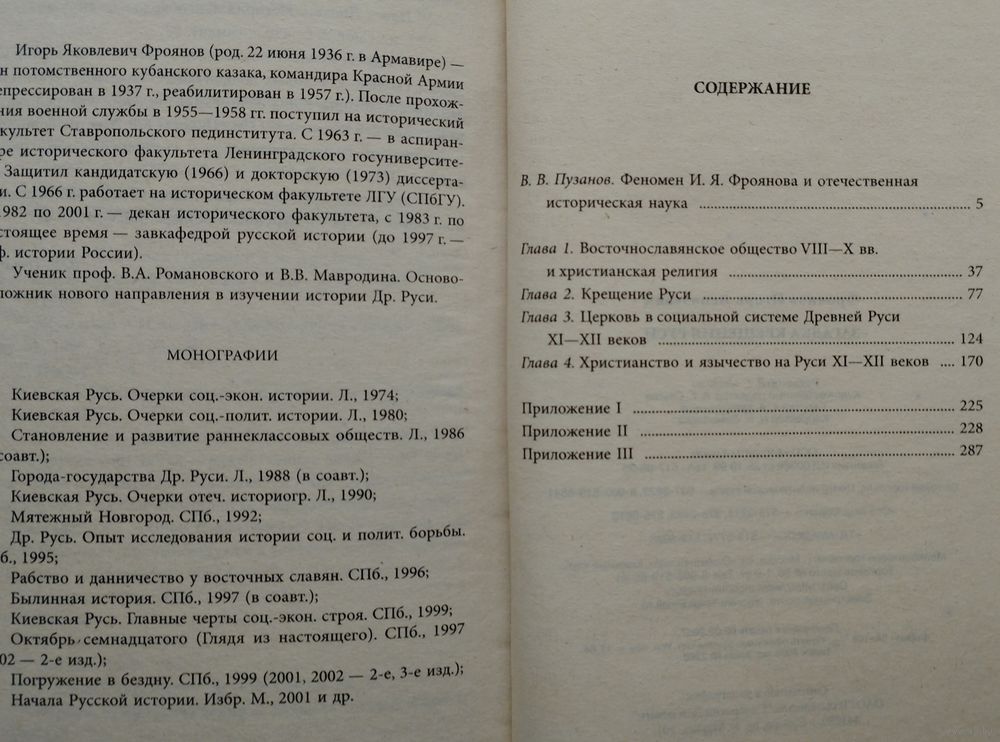 Игорь Яковлевич Фроянов (род. 22 июня 1936 г. в Армавире) —
н потомственного кубанского казака, командира Красной Армии
епрессирован в 1937 г., реабилитирован в 1957 г.). После прохож-
ния военной службы в 1955—1958 гг. поступил на исторический
культет Ставропольского пединститута. С 1963 г. — в аспиран-
ре исторического факультета Ленинградского госуниверсите-
Защитил кандидатскую (1966) и докторскую (1973) диссерта-
и. С 1966 г. работает на историческом факультете ЛГУ (СПбГУ).
1982 по 2001 г. — декан исторического факультета, с 1983 г. по
стоящее время — завкафедрой русской истории (до 1997 г. —
ф. истории России).
Ученик проф. В.А. Романовского и В.В. Мавродина. Осново-
ложник нового направления в изучении истории Др. Руси.
МОНОГРАФИИ
Киевская Русь. Очерки соц.-экон. истории. Л., 1974;
Киевская Русь. Очерки соц.-полит. истории. Л., 1980;
Становление и развитие раннеклассовых обществ. Л., 1986
соавт.);
Города-государства Др. Руси. Л., 1988 (в соавт.);
Киевская Русь. Очерки отеч. историогр. Л., 1990;
Мятежный Новгород. СПб., 1992;
Др. Русь. Опыт исследования истории соц. и полит. борьбы.
б., 1995;
Рабство и данничество у восточных славян. СПб., 1996;
Былинная история. СПб., 1997 (в соавт.);
Киевская Русь. Главные черты соц.-экон. строя. СПб., 1999;
Октябрь семнадцатого (Глядя из настоящего). СПб., 1997
02 — 2-е изд.);
Погружение в бездну. СПб., 1999 (2001, 2002 — 2-е, 3-е изд.);
Начала Русской истории. Избр. М., 2001 и др.
СОДЕРЖАНИЕ
В. В. Пузанов. Феномен И. Я. Фроянова и отечественная
историческая наука ..... 5
Глава 1. Восточнославянское общество VIII—X вв.
и христианская религия ..... 37
Глава 2. Крещение Руси ..... 77
Глава 3. Церковь в социальной системе Древней Руси
XI—XII веков ..... 124
Глава 4. Христианство и язычество на Руси XI—XII веков .... 170
Приложение I ..... 225
Приложение II ..... 228
Приложение III ..... 287